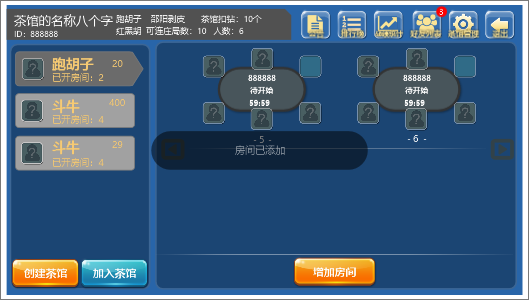 茶馆的名称八个字 跑胡子 邵阳剥皮 茶馆扣钻：10个
ID：888888 红黑胡 可连庄局数：10 人数：6
排行榜
3
跑胡子 20
已开房间：2
斗牛 400
已开房间：4
斗牛 29
已开房间：4
888888
待开始
59:59
888888
待开始
59:59
- 5 -
- 6 -
房间已添加
创建茶馆
加入茶馆
增加房间